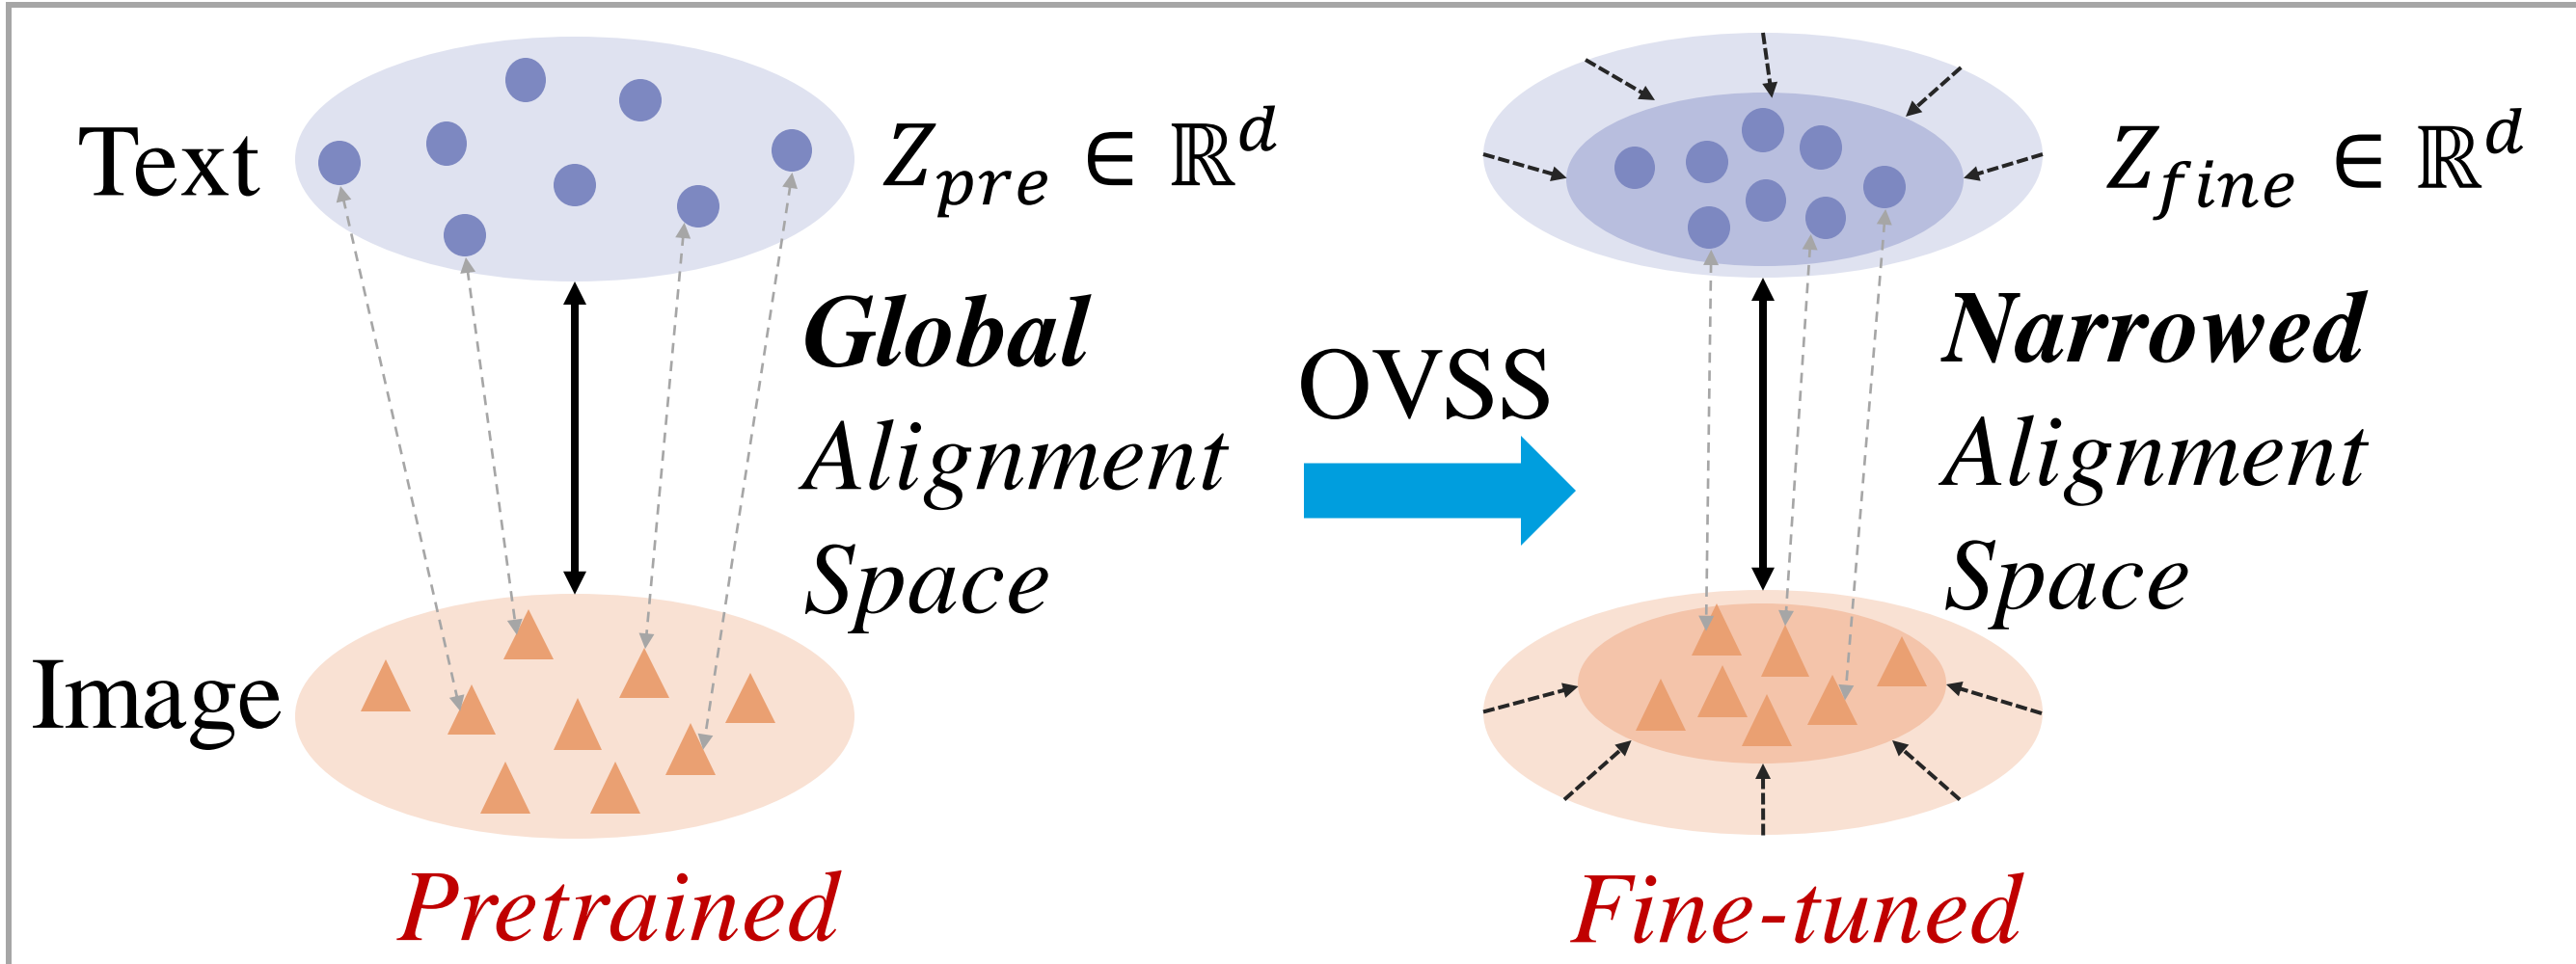 Text
Z_pre ∈ ℝ^d
Global
Alignment
Space
Image
Pretrained
OVSS
Z_fine ∈ ℝ^d
Narrowed
Alignment
Space
Fine-tuned